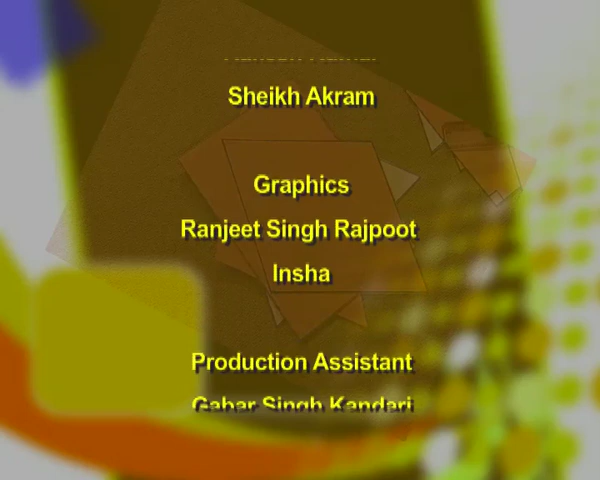 Sheikh Akram
Graphics
Ranjeet Singh Rajpoot
Insha
Production Assistant
Gabar Singh Kandari